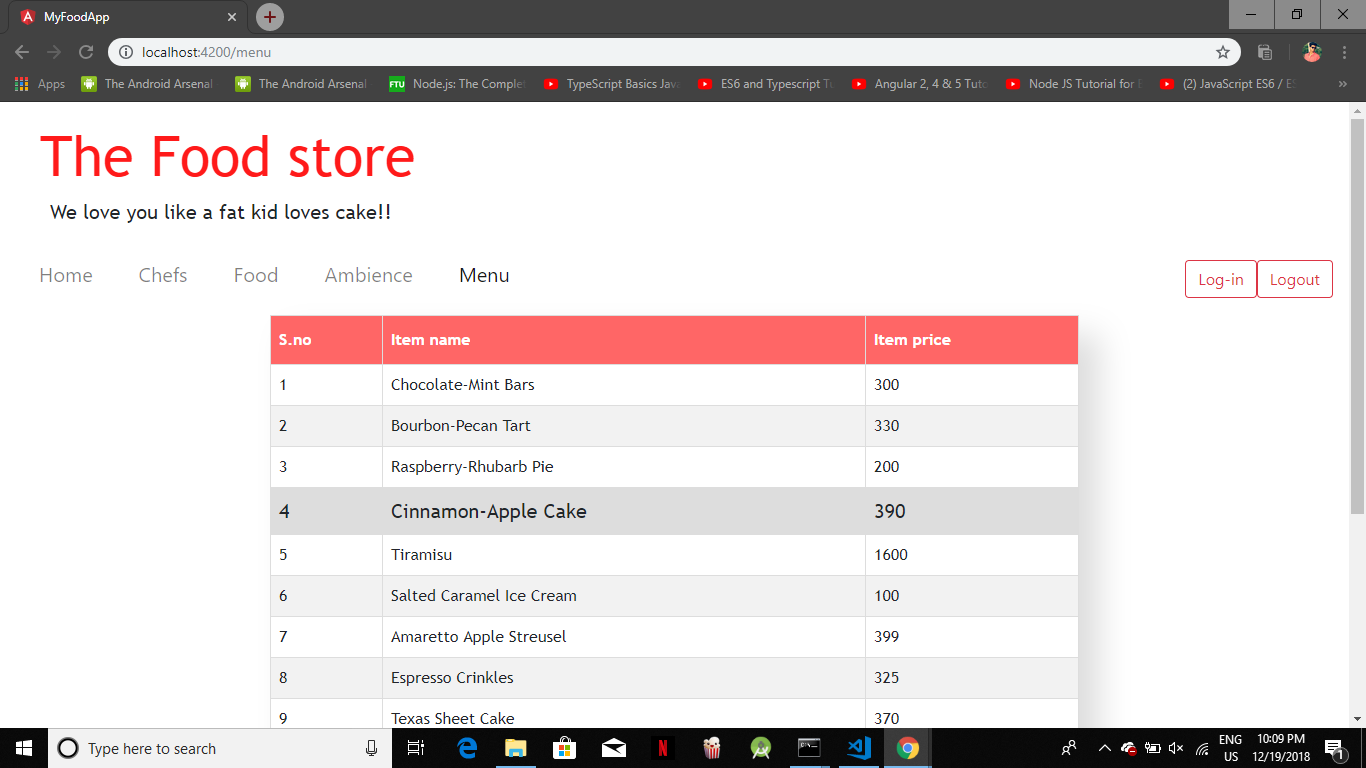 MyFoodApp
localhost:4200/menu
Apps The Android Arsenal The Android Arsenal FTU Node.js: The Complet TypeScript Basics Jav ES6 and Typescript Tu Angular 2, 4 & 5 Tuto Node JS Tutorial for (2) JavaScript ES6 / ES »
The Food store
We love you like a fat kid loves cake!!
Home Chefs Food Ambience Menu Log-in Logout
S.no Item name Item price
1 Chocolate-Mint Bars 300
2 Bourbon-Pecan Tart 330
3 Raspberry-Rhubarb Pie 200
4 Cinnamon-Apple Cake 390
5 Tiramisu 1600
6 Salted Caramel Ice Cream 100
7 Amaretto Apple Streusel 399
8 Espresso Crinkles 325
9 Texas Sheet Cake 370
Type here to search N ENG 10:09 PM
US 12/19/2018 1